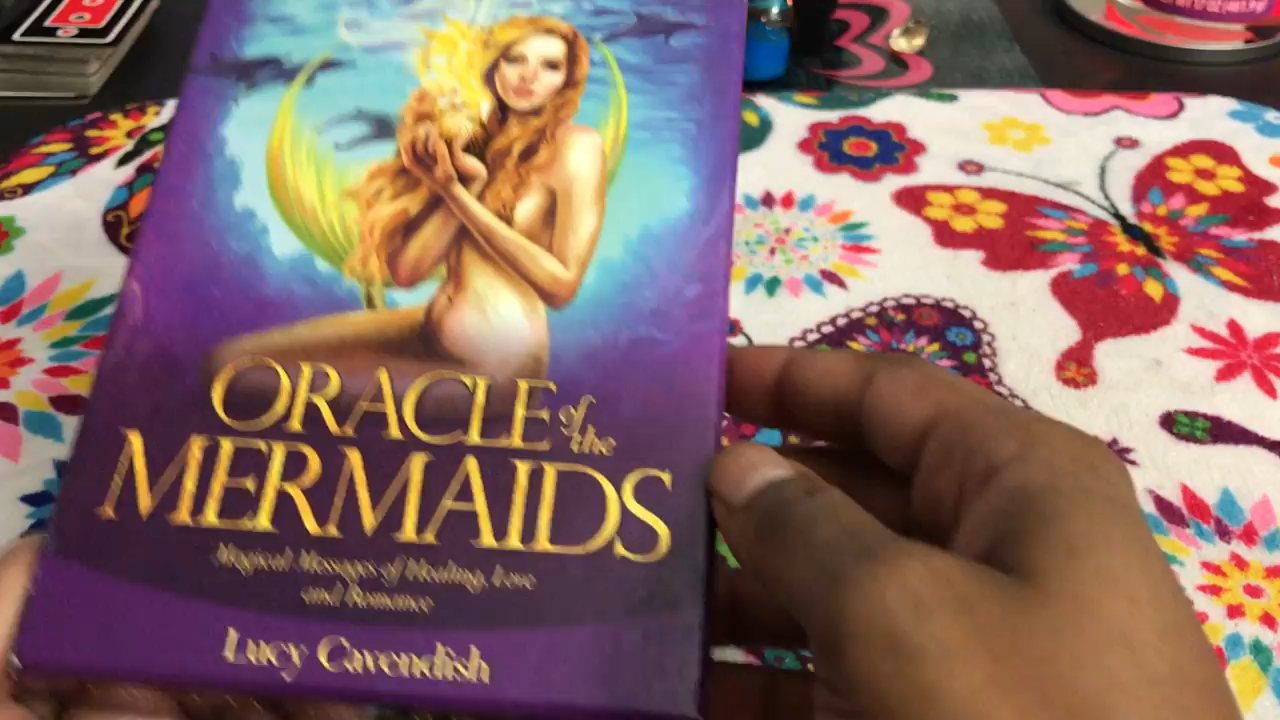 ORACLE of the
MERMAIDS
Magical Messages of Healing, Love
and Romance
Lucy Cavendish